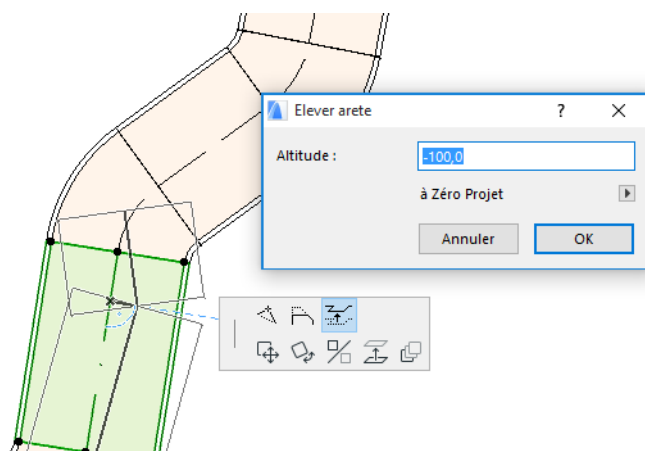 Elever arete
Altitude :
-100,0
à Zéro Projet
Annuler
OK